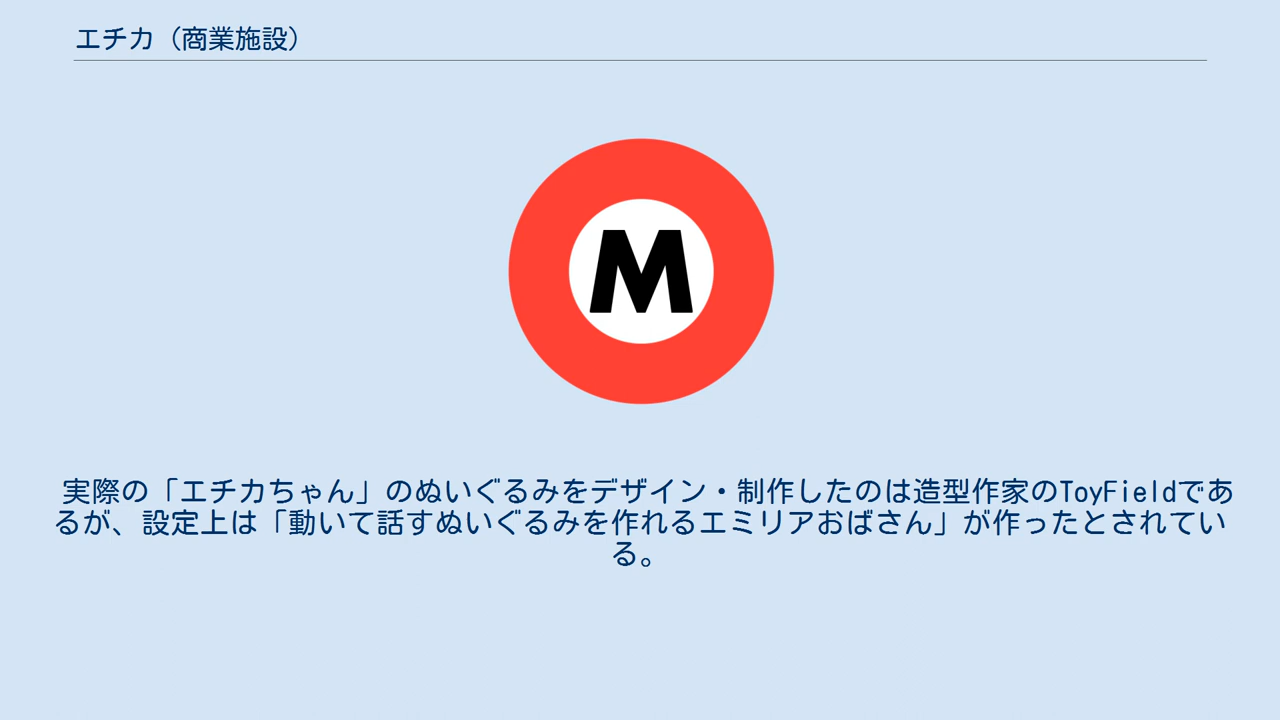 エチカ（商業施設）
M
実際の「エチカちゃん」のぬいぐるみをデザイン・制作したのは造型作家のToyFieldであ
るが、設定上は「動いて話すぬいぐるみを作れるエミリアおばさん」が作ったとされてい
る。